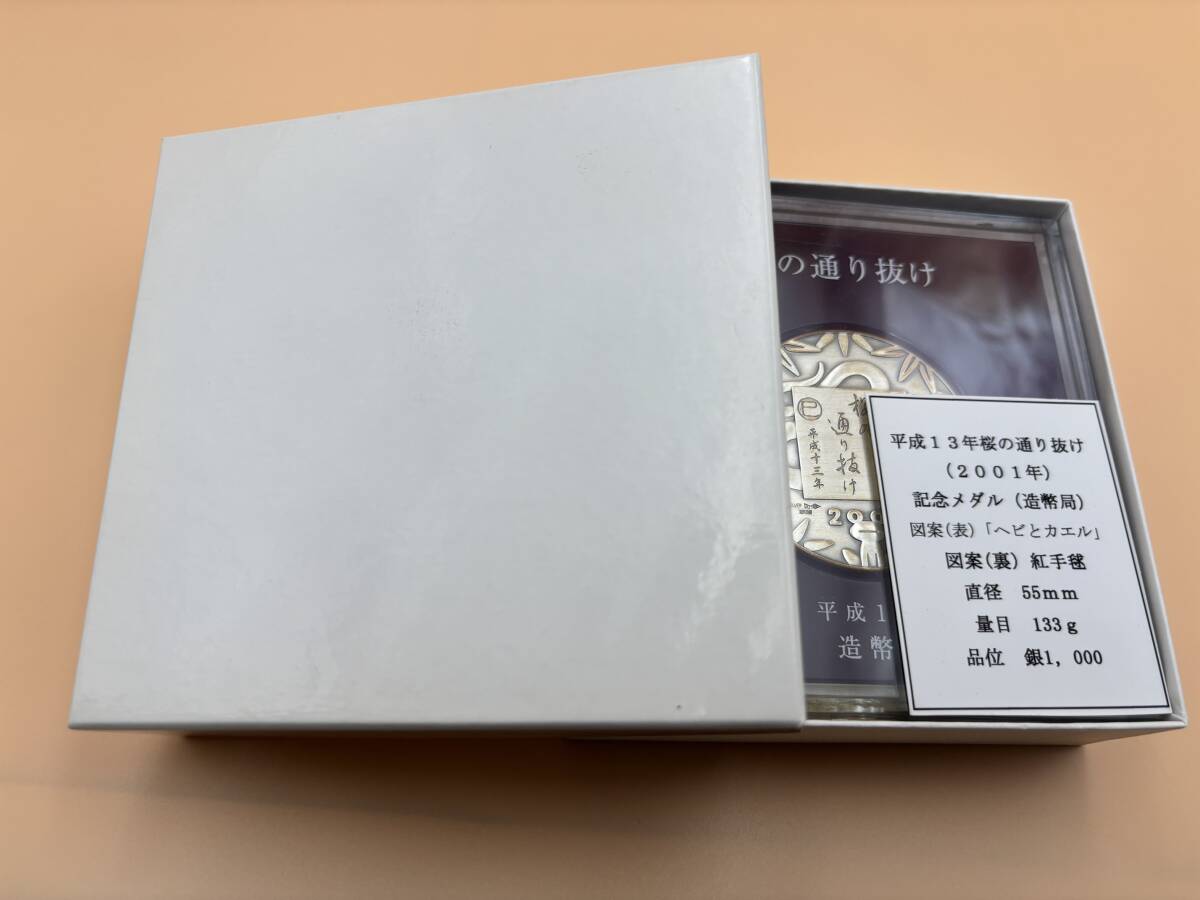 の通り抜け
通り抜け
巳 平成十三年
200
平成1
造幣
平成13年桜の通り抜け
(2001年)
記念メダル (造幣局)
図案(表)「ヘビとカエル」
図案(裏) 紅手毬
直径 55mm
量目 133g
品位 銀1,000